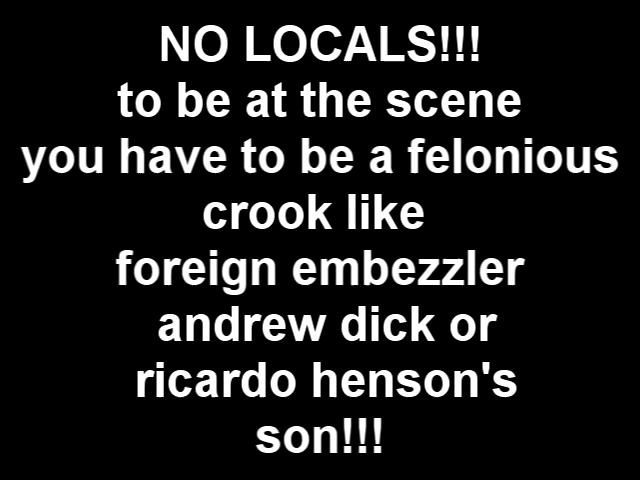 NO LOCALS!!!
to be at the scene
you have to be a felonious
crook like
foreign embezzler
andrew dick or
ricardo henson's
son!!!